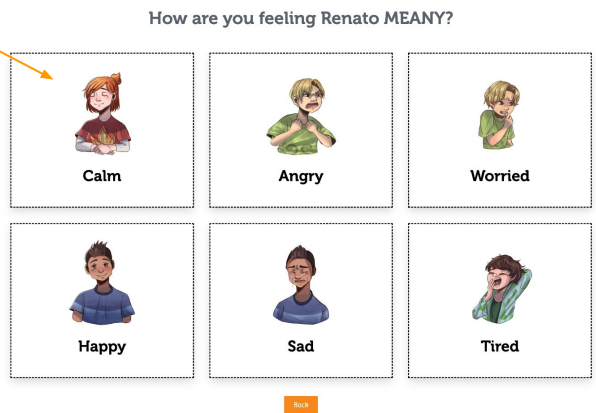 How are you feeling Renato MEANY?
Calm
Angry
Worried
Happy
Sad
Tired
Back